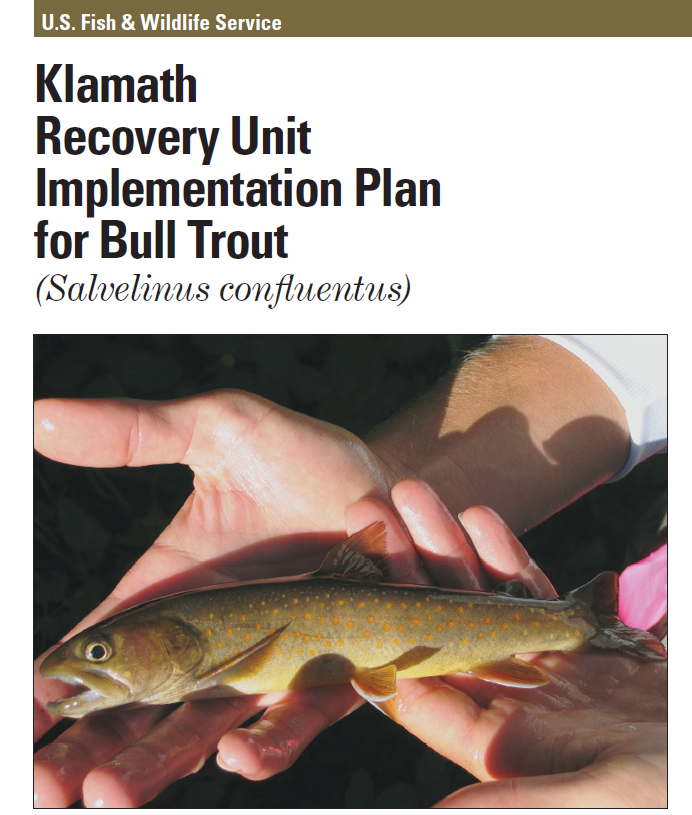 U.S. Fish & Wildlife Service
Klamath
Recovery Unit
Implementation Plan
for Bull Trout
(Salvelinus confluentus)